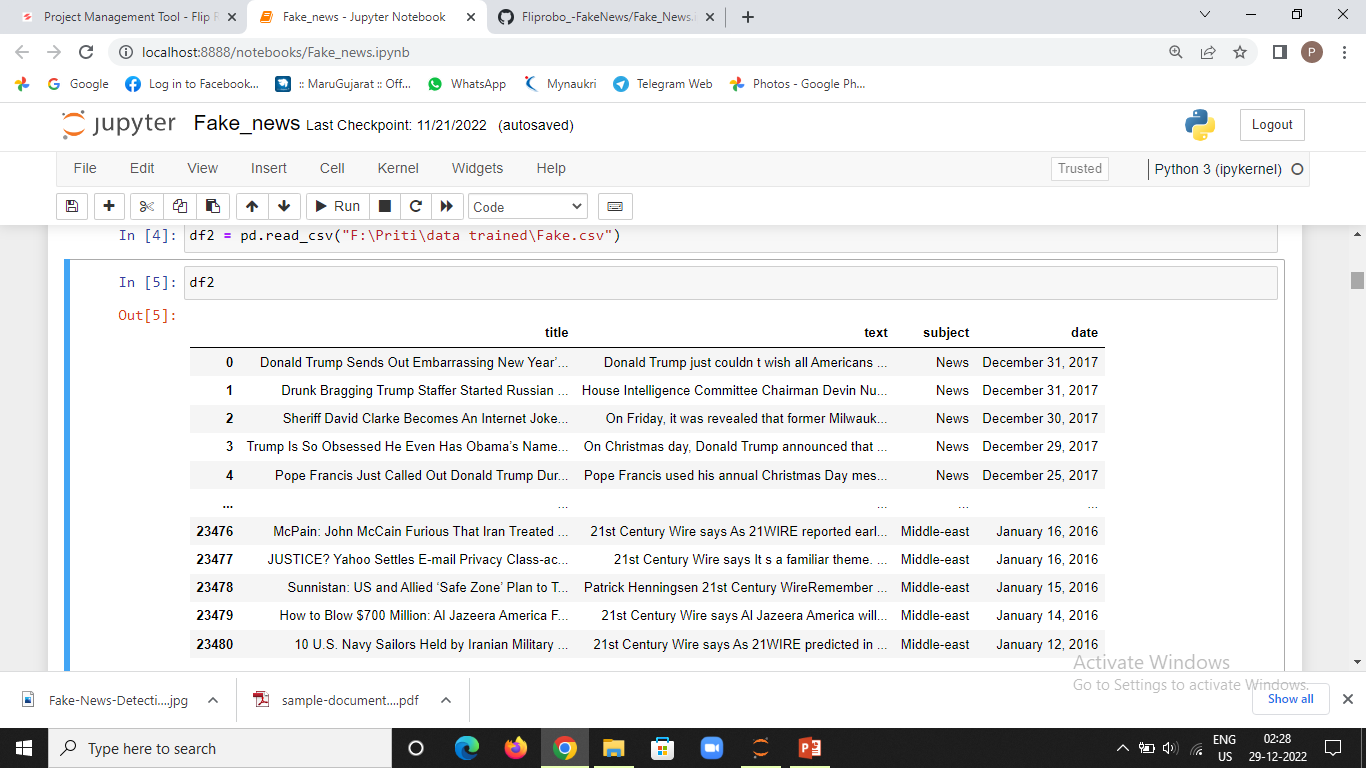 Project Management Tool - Flip R
Fake_news - Jupyter Notebook
Fliprobo_-FakeNews/Fake_News.i
localhost:8888/notebooks/Fake_news.ipynb
P
Google
Log in to Facebook...
:: MaruGujarat :: Off...
WhatsApp
Mynaukri
Telegram Web
Photos - Google Ph...
jupyter Fake_news Last Checkpoint: 11/21/2022 (autosaved)
Logout
File Edit View Insert Cell Kernel Widgets Help
Trusted
Python 3 (ipykernel)
Run
Code
In [4]: df2 = pd.read_csv("F:\Priti\data trained\Fake.csv")
In [5]: df2
Out[5]:
title text subject date
0 Donald Trump Sends Out Embarrassing New Year’... Donald Trump just couldn t wish all Americans ... News December 31, 2017
1 Drunk Bragging Trump Staffer Started Russian ... House Intelligence Committee Chairman Devin Nu... News December 31, 2017
2 Sheriff David Clarke Becomes An Internet Joke... On Friday, it was revealed that former Milwauk... News December 30, 2017
3 Trump Is So Obsessed He Even Has Obama’s Name... On Christmas day, Donald Trump announced that ... News December 29, 2017
4 Pope Francis Just Called Out Donald Trump Dur... Pope Francis used his annual Christmas Day mes... News December 25, 2017
... ... ... ... ...
23476 McPain: John McCain Furious That Iran Treated ... 21st Century Wire says As 21WIRE reported earl... Middle-east January 16, 2016
23477 JUSTICE? Yahoo Settles E-mail Privacy Class-ac... 21st Century Wire says It s a familiar theme. ... Middle-east January 16, 2016
23478 Sunnistan: US and Allied ‘Safe Zone’ Plan to T... Patrick Henningsen 21st Century WireRemember ... Middle-east January 15, 2016
23479 How to Blow $700 Million: Al Jazeera America F... 21st Century Wire says Al Jazeera America will... Middle-east January 14, 2016
23480 10 U.S. Navy Sailors Held by Iranian Military ... 21st Century Wire says As 21WIRE predicted in ... Middle-east January 12, 2016
Activate Windows
Go to Settings to activate Windows.
Fake-News-Detecti....jpg
sample-document....pdf
Show all
Type here to search
ENG
US
02:28
29-12-2022